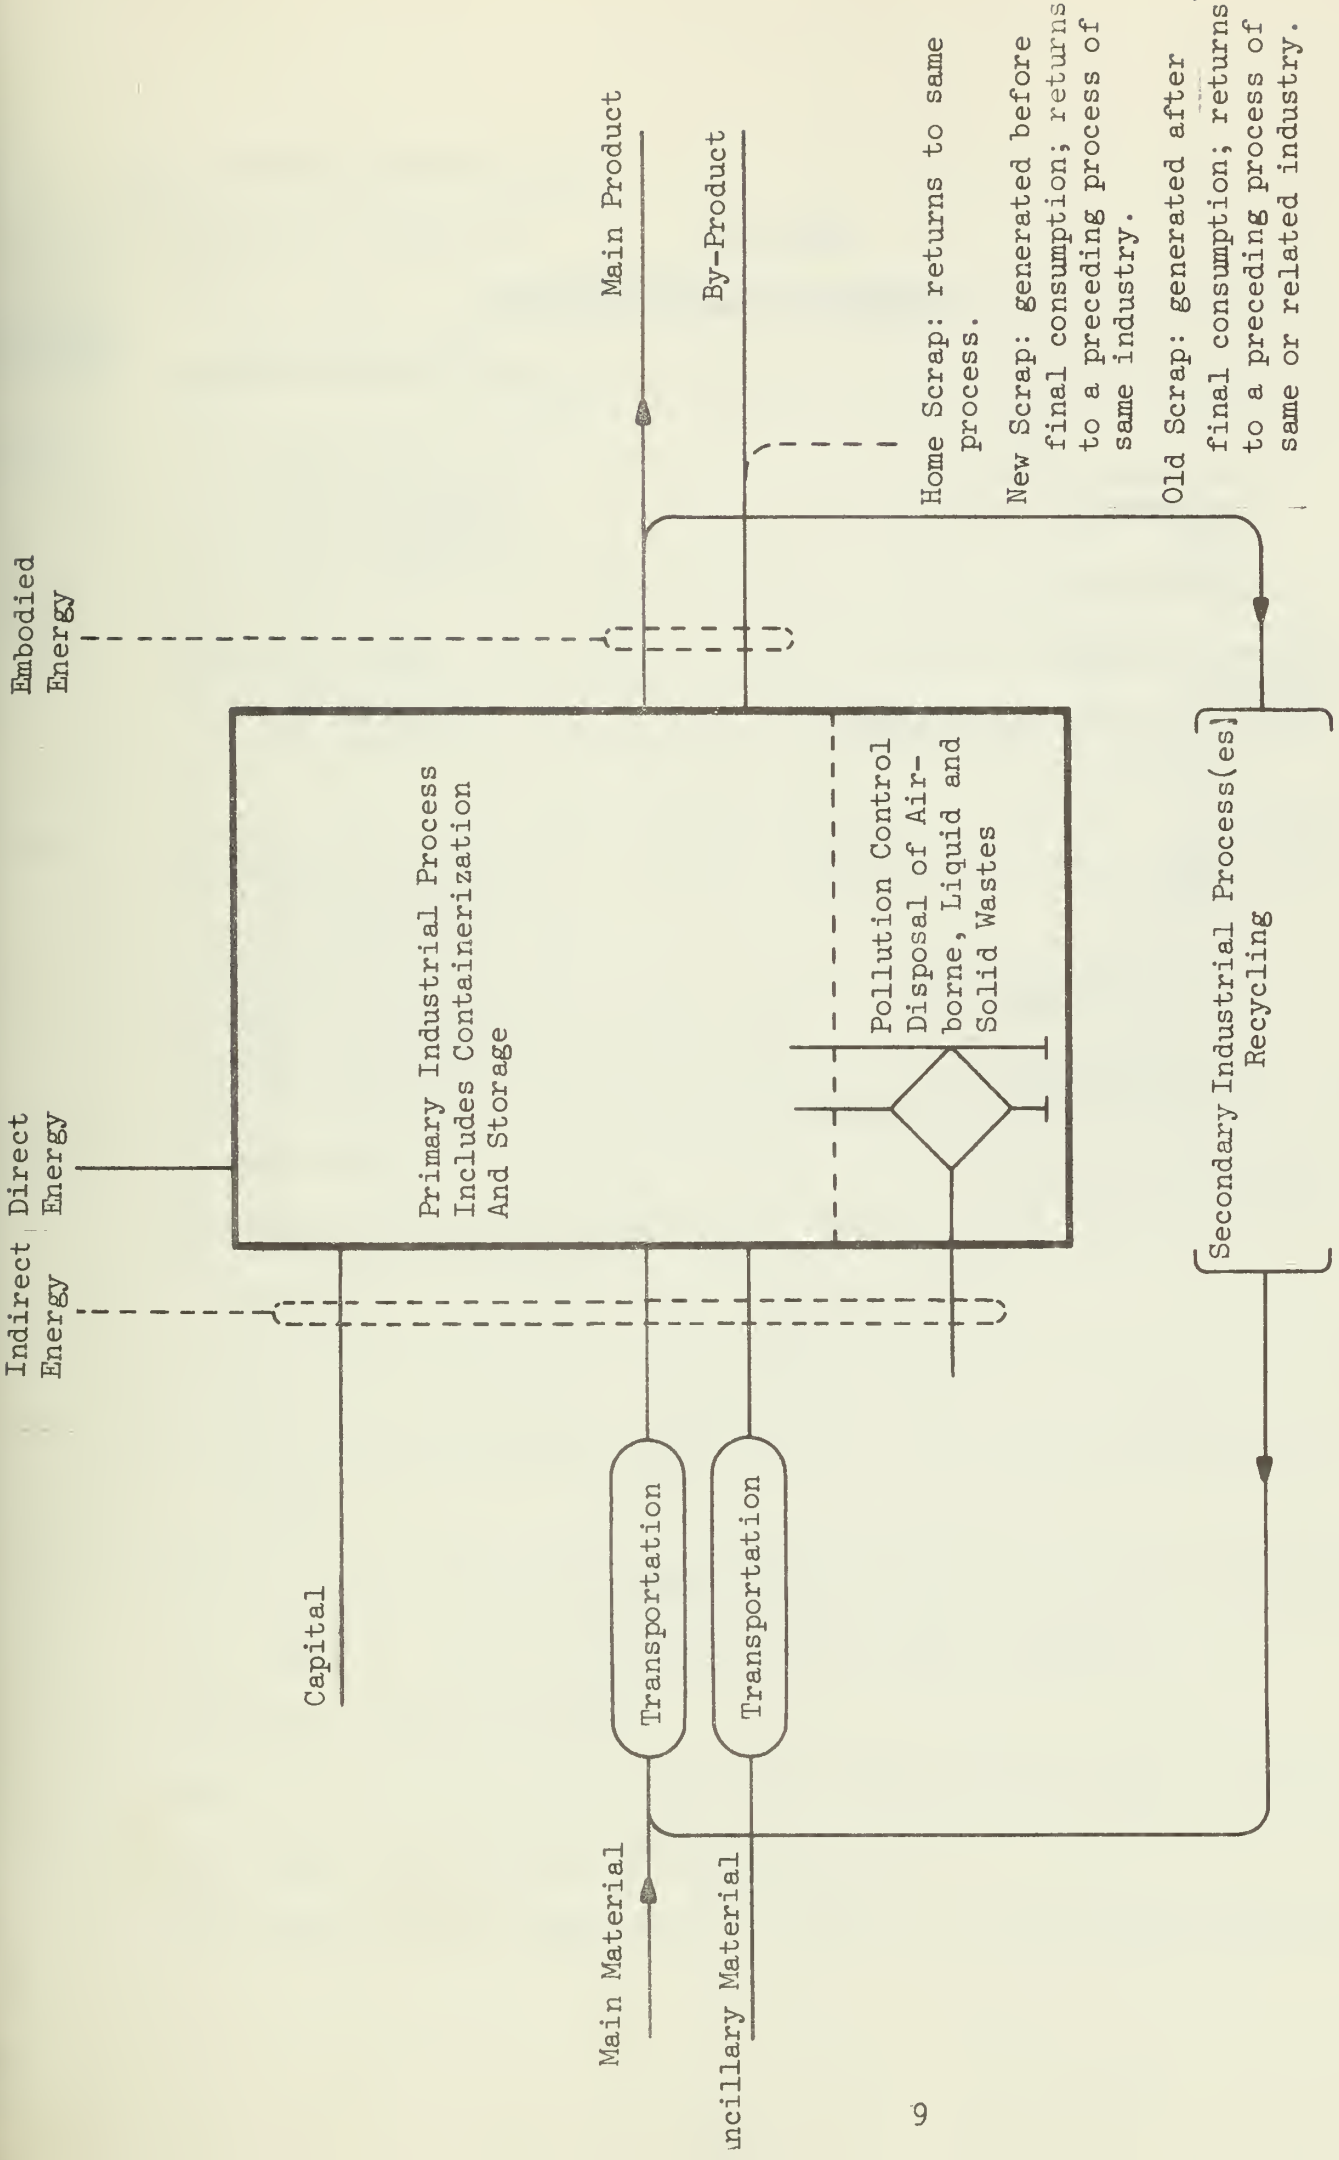 Indirect
Energy
Direct
Energy
Embodied
Energy
Capital
Primary Industrial Process
Includes Containerization
And Storage
Main Material
Transportation
Main Product
ncillary Material
Transportation
By-Product
Pollution Control
Disposal of Air-
borne, Liquid and
Solid Wastes
Home Scrap: returns to same
process.
New Scrap: generated before
final consumption; returns
to a preceding process of
same industry.
Old Scrap: generated after
final consumption; returns
to a preceding process of
same or related industry.
Secondary Industrial Process(es)
Recycling
9